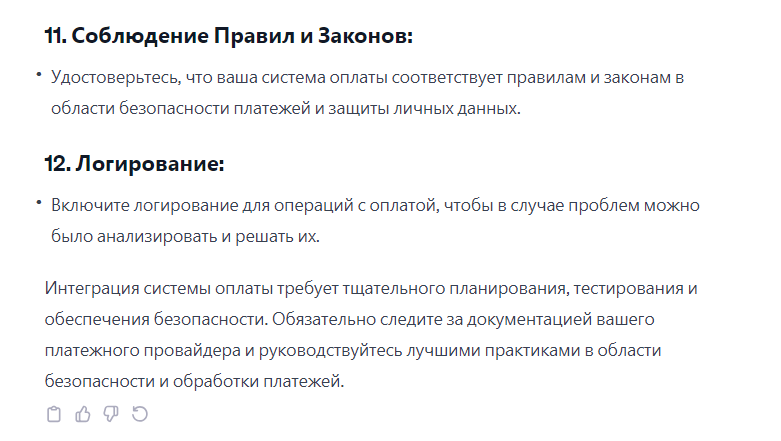 11. Соблюдение Правил и Законов:
• Удостоверьтесь, что ваша система оплаты соответствует правилам и законам в
области безопасности платежей и защиты личных данных.
12. Логирование:
• Включите логирование для операций с оплатой, чтобы в случае проблем можно
было анализировать и решать их.
Интеграция системы оплаты требует тщательного планирования, тестирования и
обеспечения безопасности. Обязательно следите за документацией вашего
платежного провайдера и руководствуйтесь лучшими практиками в области
безопасности и обработки платежей.